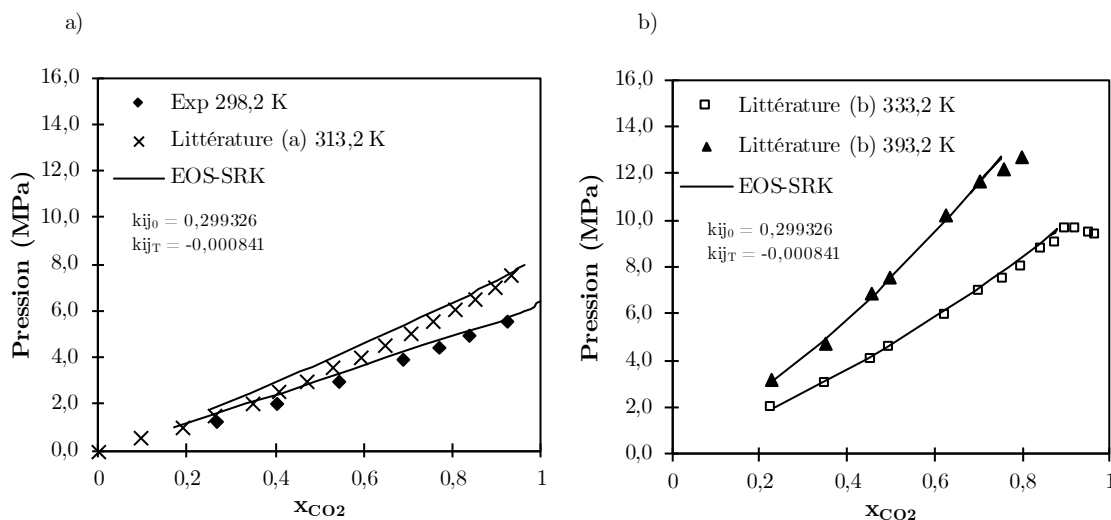 a)
16,0
14,0
12,0
10,0
8,0
6,0
4,0
2,0
0,0
Pression (MPa)
Exp 298,2 K
Littérature (a) 313,2 K
EOS-SRK
kij₀ = 0,299326
kijT = -0,000841
0
0,2
0,4
0,6
0,8
1
xCO2
b)
16,0
14,0
12,0
10,0
8,0
6,0
4,0
2,0
0,0
Pression (MPa)
Littérature (b) 333,2 K
Littérature (b) 393,2 K
EOS-SRK
kij₀ = 0,299326
kijT = -0,000841
0
0,2
0,4
0,6
0,8
1
xCO2